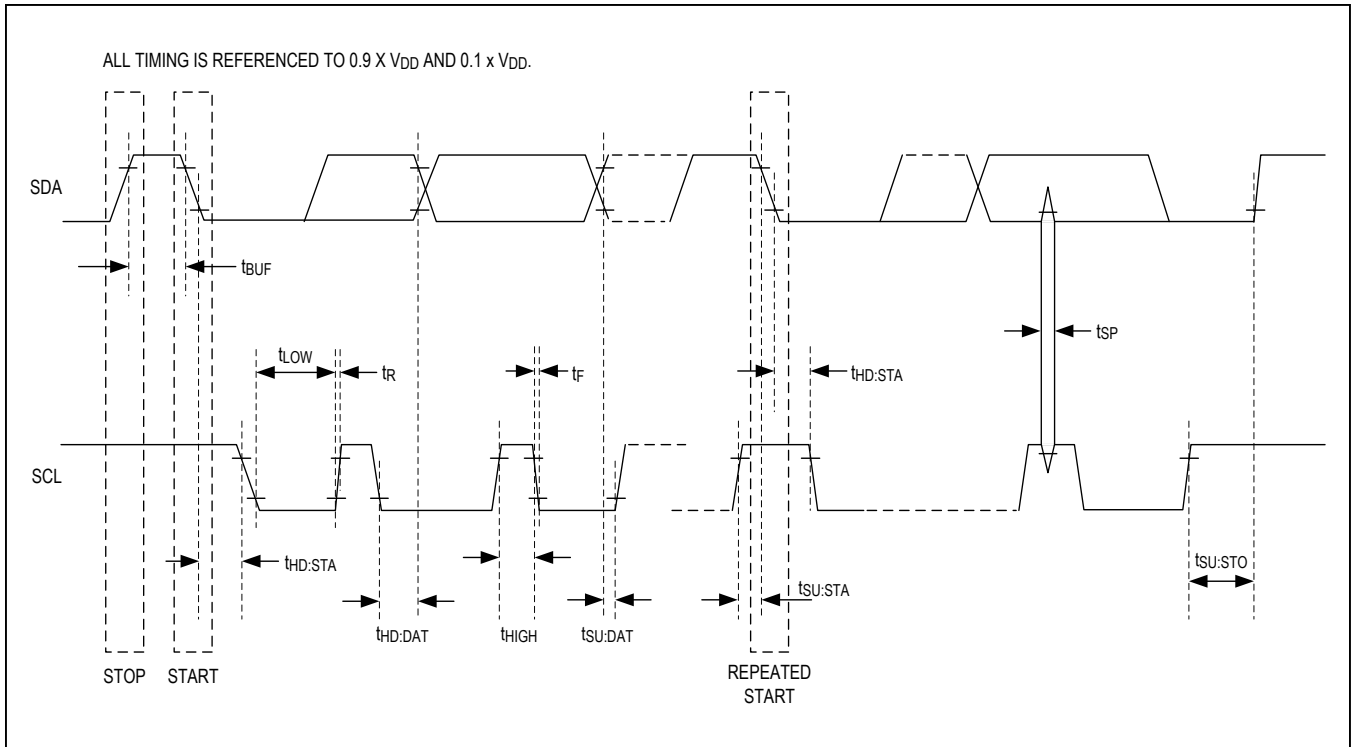 ALL TIMING IS REFERENCED TO 0.9 X VDD AND 0.1 x VDD.
SDA
tBUF
tSP
tLOW
tR
tF
tHD:STA
SCL
tHD:STA
tSU:STA
tSU:STO
tHD:DAT
tHIGH
tSU:DAT
STOP
START
REPEATED
START